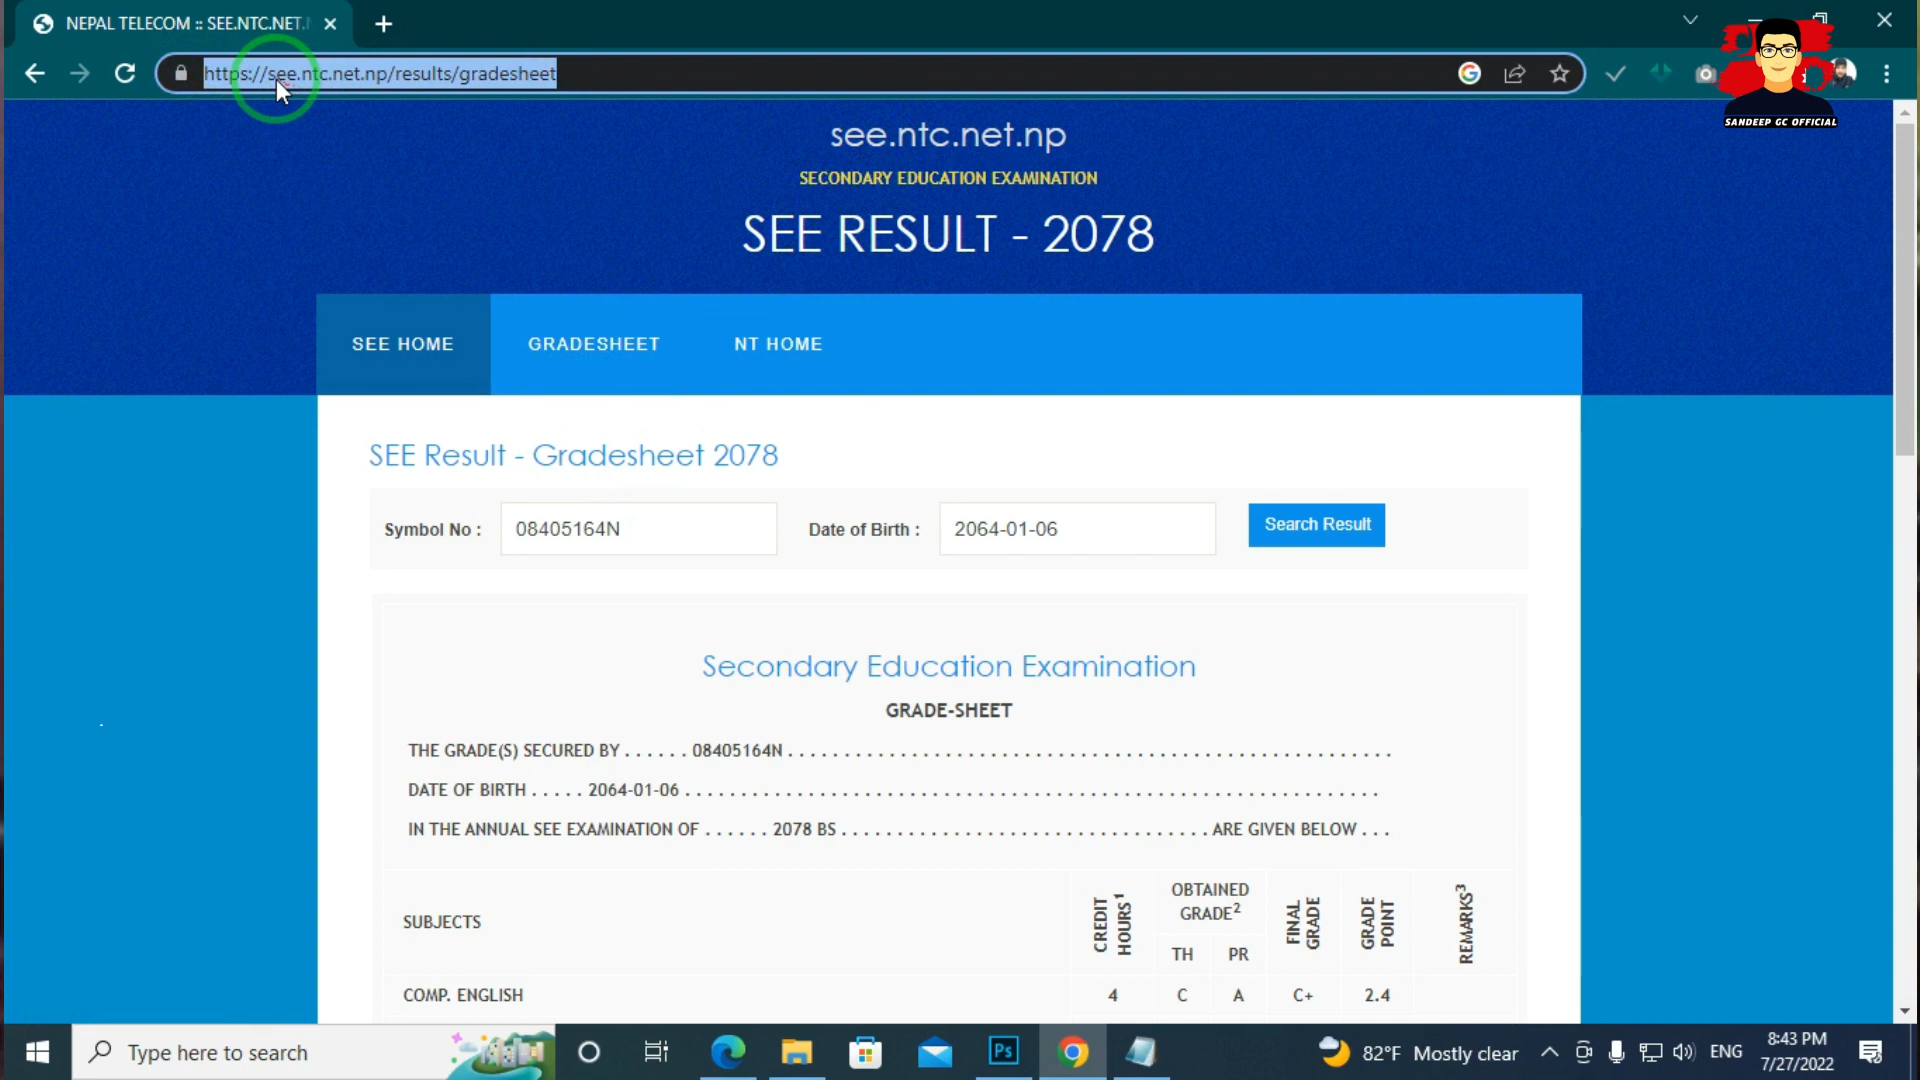 NEPAL TELECOM :: SEE.NTC.NET.
https://see.ntc.net.np/results/gradesheet
SANDEEP GC OFFICIAL
see.ntc.net.np
SECONDARY EDUCATION EXAMINATION
SEE RESULT - 2078
SEE HOME
GRADESHEET
NT HOME
SEE Result - Gradesheet 2078
Symbol No :
08405164N
Date of Birth :
2064-01-06
Search Result
Secondary Education Examination
GRADE-SHEET
THE GRADE(S) SECURED BY . . . . . . 08405164N . . . . . . . . . . . . . . . . . . . . . . . . . . . . . . . . . . . . . . . . . . . .
DATE OF BIRTH . . . . . 2064-01-06 . . . . . . . . . . . . . . . . . . . . . . . . . . . . . . . . . . . . . . . . . . . . . . . . . .
IN THE ANNUAL SEE EXAMINATION OF . . . . . . 2078 BS . . . . . . . . . . . . . . . . . . . . . . . . . . . . . . . . . ARE GIVEN BELOW . . .
SUBJECTS
CREDIT HOURS1
OBTAINED GRADE2
TH PR
FINAL GRADE
GRADE POINT
REMARKS3
COMP. ENGLISH 4 C A C+ 2.4
Type here to search
Ps
82°F Mostly clear
ENG
8:43 PM
7/27/2022